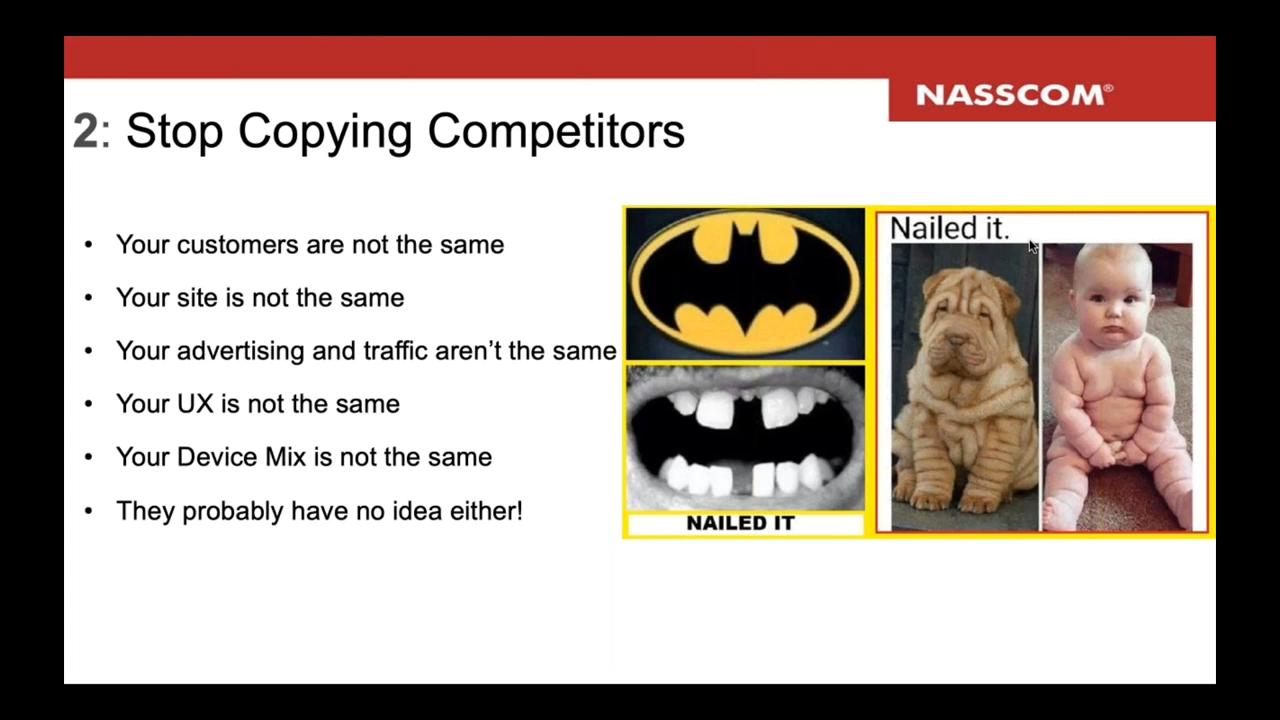 NASSCOM®
2: Stop Copying Competitors
• Your customers are not the same
• Your site is not the same
• Your advertising and traffic aren’t the same
• Your UX is not the same
• Your Device Mix is not the same
• They probably have no idea either!
NAILED IT
Nailed it.